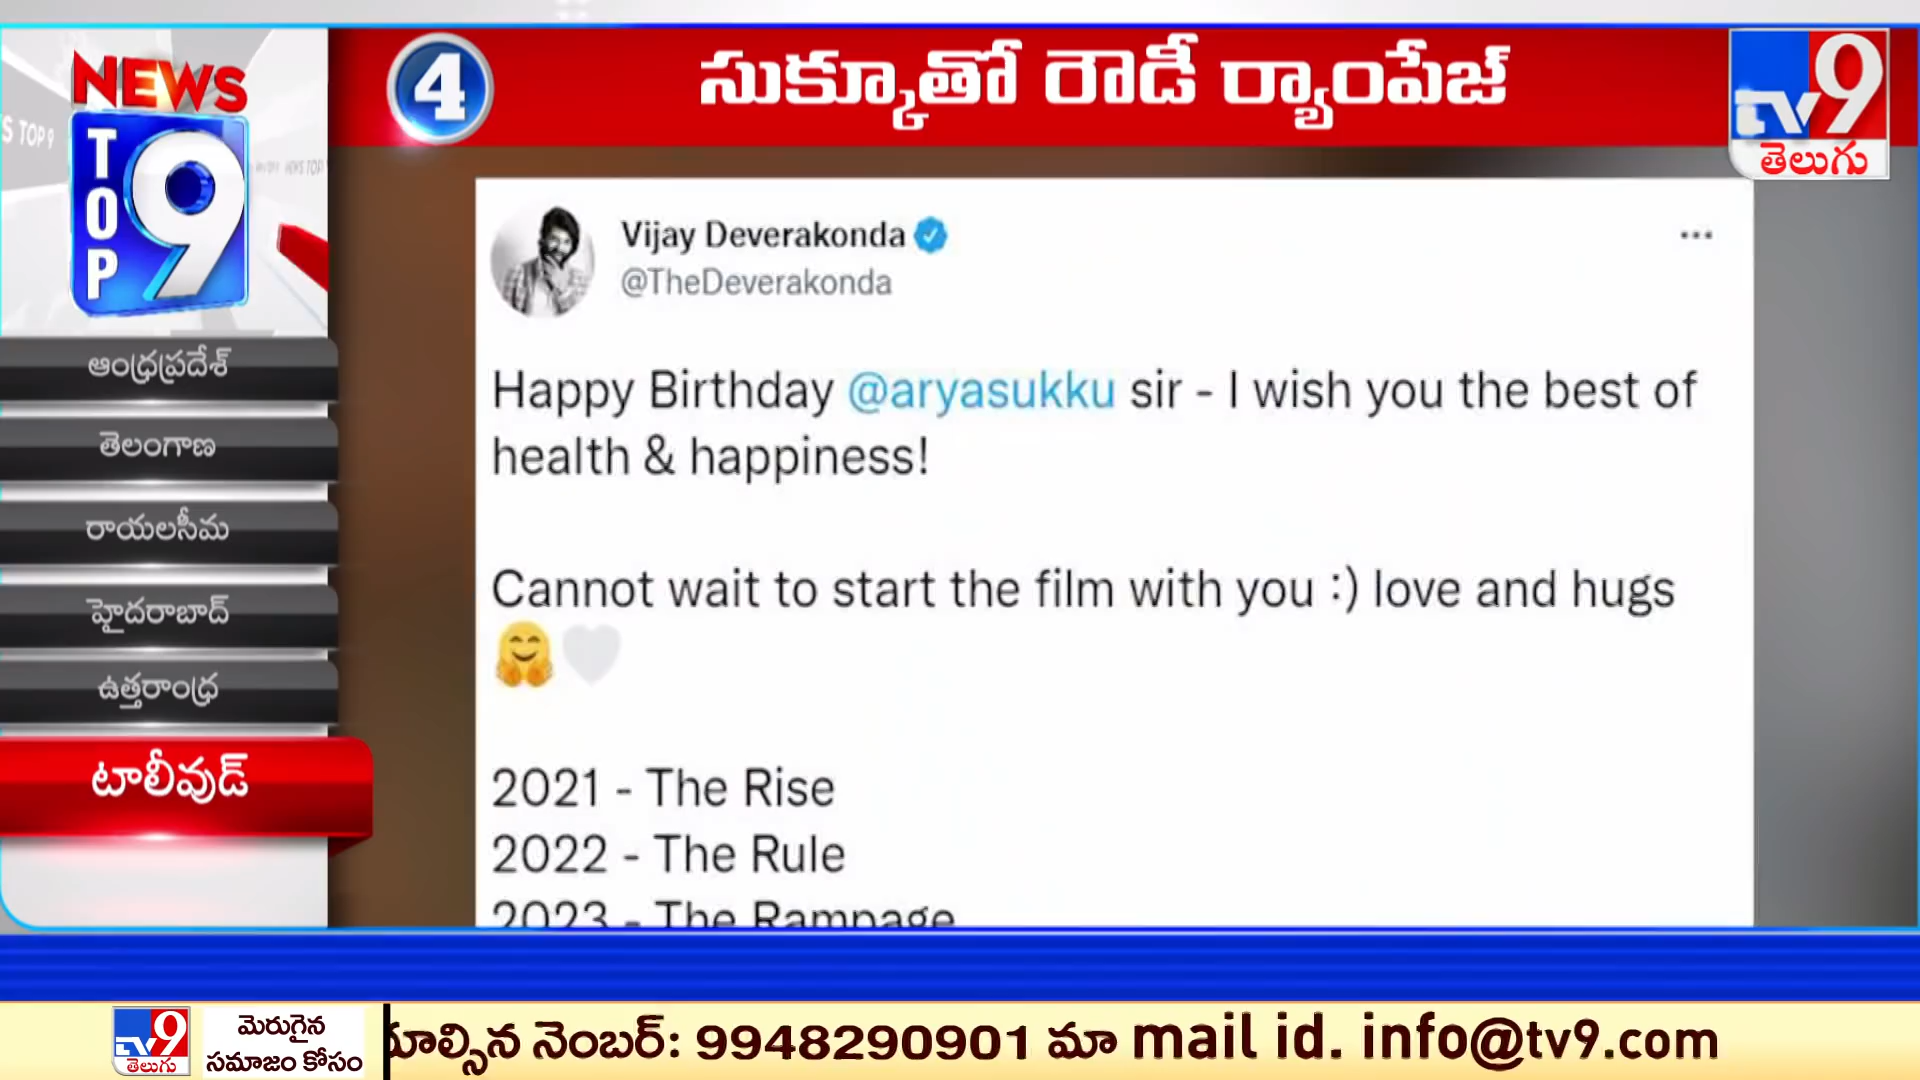 NEWS
TOP
9
4
సుక్కూతో రౌడీ ర్యాంపేజ్
TV9
తెలుగు
ఆంధ్రప్రదేశ్
తెలంగాణ
రాయలసీమ
హైదరాబాద్
ఉత్తరాంధ్ర
టాలీవుడ్
Vijay Deverakonda
@TheDeverakonda
Happy Birthday @aryasukku sir - I wish you the best of
health & happiness!
Cannot wait to start the film with you :) love and hugs
🤗🤍
2021 - The Rise
2022 - The Rule
2023 - The Rampage
TV9
తెలుగు
మెరుగైన
సమాజం కోసం
నెంబర్: 9948290901 మా mail id. info@tv9.com